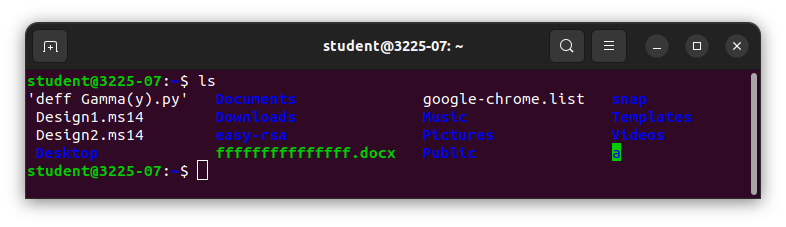 student@3225-07: ~
student@3225-07:~$ ls
'deff Gamma(y).py' Documents google-chrome.list snap
Design1.ms14 Downloads Music Templates
Design2.ms14 easy-rsa Pictures Videos
Desktop fffffffffffffff.docx Public a
student@3225-07:~$